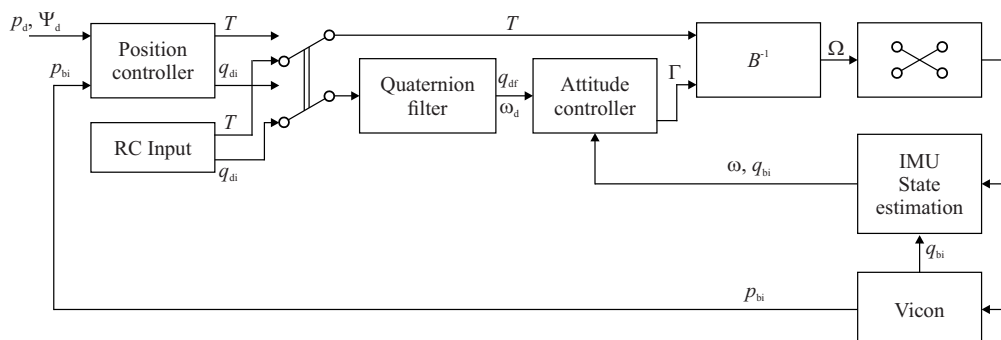 p_d, Ψ_d
p_bi
Position
controller
T
q_di
RC Input
T
q_di
T
Quaternion
filter
q_df
ω_d
Attitude
controller
Γ
B⁻¹
Ω
ω, q_bi
IMU
State
estimation
q_bi
p_bi
Vicon